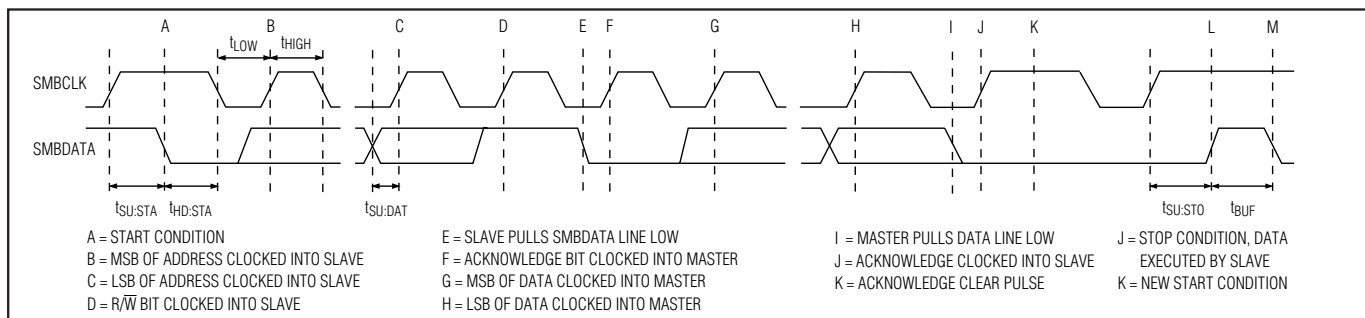 A B C D E F G H I J K L M
tLOW tHIGH
SMBCLK
SMBDATA
tSU:STA tHD:STA tSU:DAT tSU:STO tBUF
A = START CONDITION
B = MSB OF ADDRESS CLOCKED INTO SLAVE
C = LSB OF ADDRESS CLOCKED INTO SLAVE
D = R/W̅ BIT CLOCKED INTO SLAVE
E = SLAVE PULLS SMBDATA LINE LOW
F = ACKNOWLEDGE BIT CLOCKED INTO MASTER
G = MSB OF DATA CLOCKED INTO MASTER
H = LSB OF DATA CLOCKED INTO MASTER
I = MASTER PULLS DATA LINE LOW
J = ACKNOWLEDGE CLOCKED INTO SLAVE
K = ACKNOWLEDGE CLEAR PULSE
J = STOP CONDITION, DATA
EXECUTED BY SLAVE
K = NEW START CONDITION